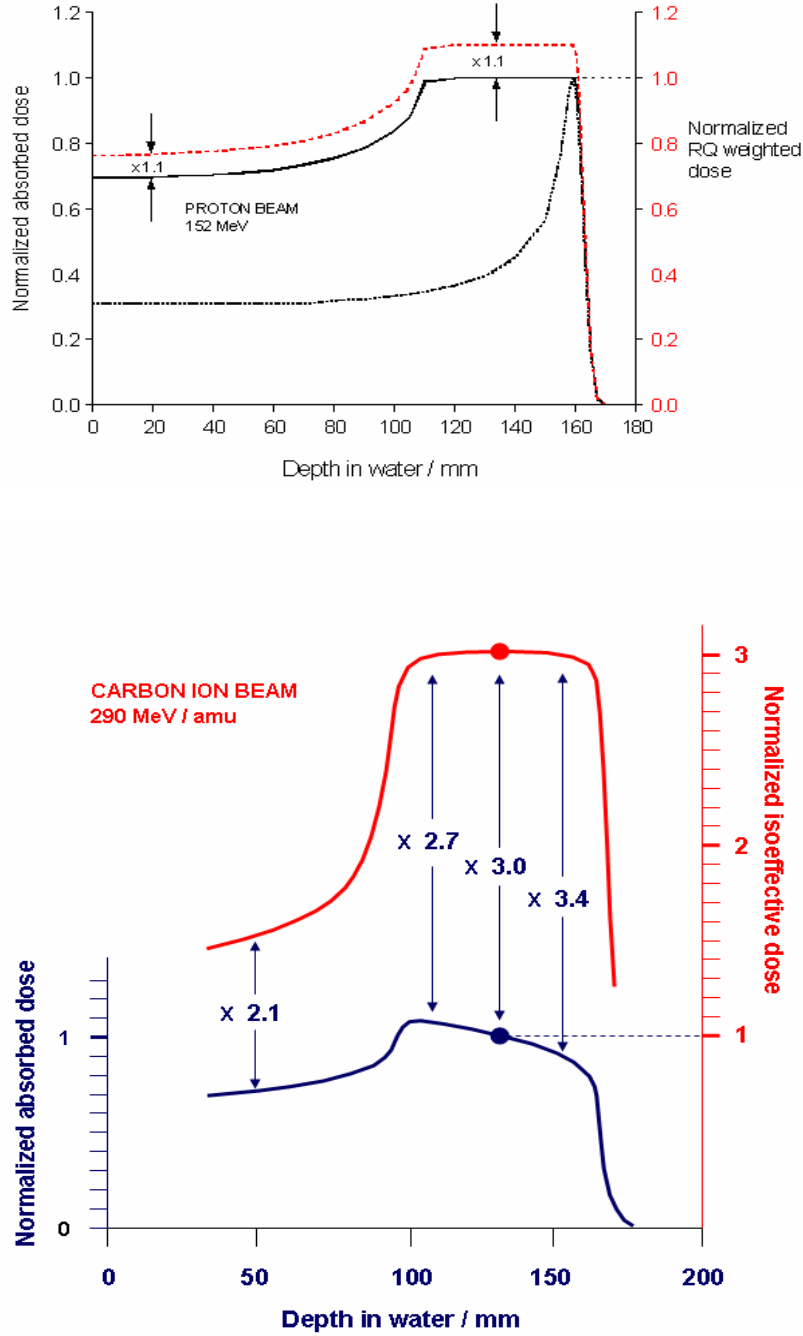 1.2 1.2
x 1.1
1.0 1.0
Normalized absorbed dose
Normalized
RQ weighted
dose
0.8 0.8
x1.1
0.6 0.6
PROTON BEAM
152 MeV
0.4 0.4
0.2 0.2
0.0 0.0
0 20 40 60 80 100 120 140 160 180
Depth in water / mm
CARBON ION BEAM
290 MeV / amu
3
Normalized isoeffective dose
x 2.7
x 3.0
2
x 3.4
x 2.1
Normalized absorbed dose
1 1
0
0 50 100 150 200
Depth in water / mm